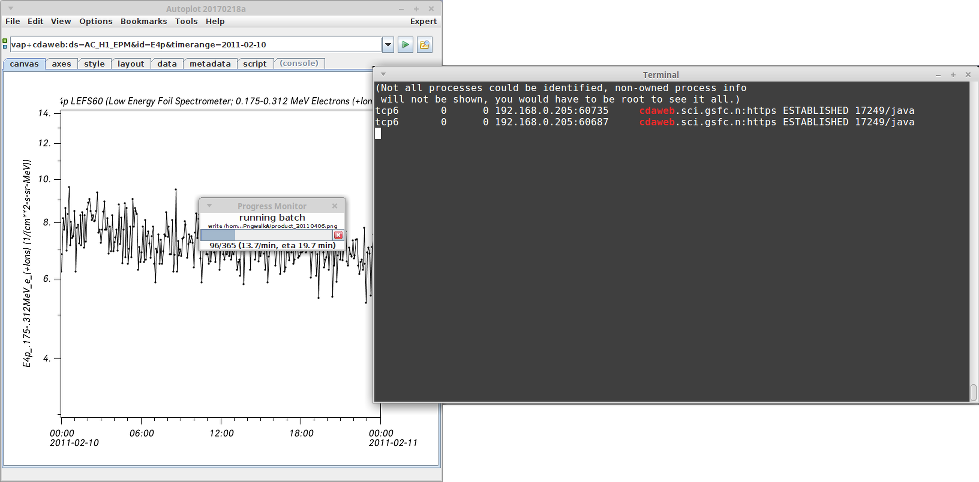 Autoplot 20170218a
File Edit View Options Bookmarks Tools Help Expert
vap+cdaweb:ds=AC_H1_EPM&id=E4p&timerange=2011-02-10
canvas axes style layout data metadata script (console)
4p LEFS60 (Low Energy Foil Spectrometer; 0.175-0.312 MeV Electrons (+Ion
14.
12.
10.
8.
6.
4.
E4p_.175-.312MeV_e_(+Ions) (1/(cm**2-s-sr-MeV))
00:00 06:00 12:00 18:00 00:00
2011-02-10 2011-02-11
Progress Monitor
running batch
write /hom...Pngwalk/product_20110406.png
96/365 (13.7/min, eta 19.7 min)
Terminal
(Not all processes could be identified, non-owned process info
will not be shown, you would have to be root to see it all.)
tcp6 0 0 192.168.0.205:60735 cdaweb.sci.gsfc.n:https ESTABLISHED 17249/java
tcp6 0 0 192.168.0.205:60687 cdaweb.sci.gsfc.n:https ESTABLISHED 17249/java